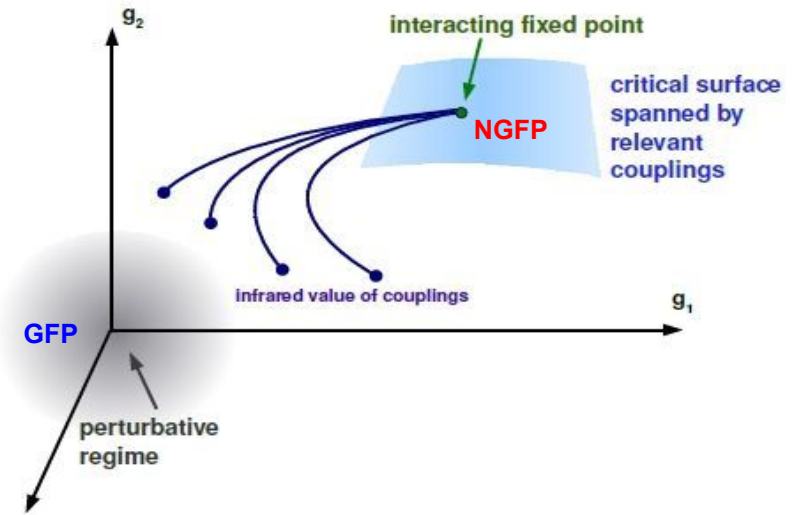 g₂
interacting fixed point
critical surface
spanned by
relevant
couplings
NGFP
infrared value of couplings
g₁
GFP
perturbative
regime